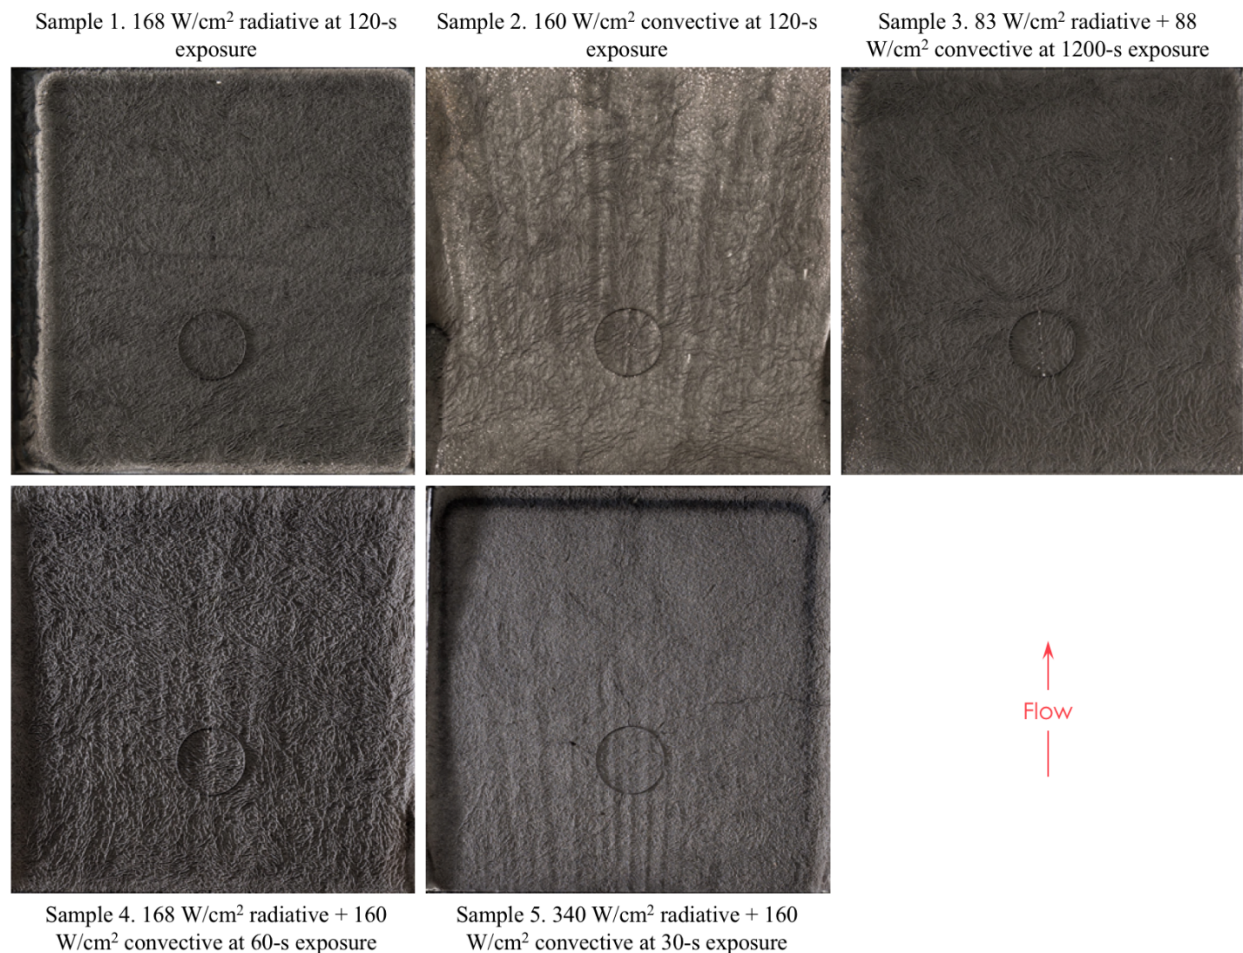 Sample 1. 168 W/cm² radiative at 120-s
exposure
Sample 2. 160 W/cm² convective at 120-s
exposure
Sample 3. 83 W/cm² radiative + 88
W/cm² convective at 1200-s exposure
Flow
Sample 4. 168 W/cm² radiative + 160
W/cm² convective at 60-s exposure
Sample 5. 340 W/cm² radiative + 160
W/cm² convective at 30-s exposure